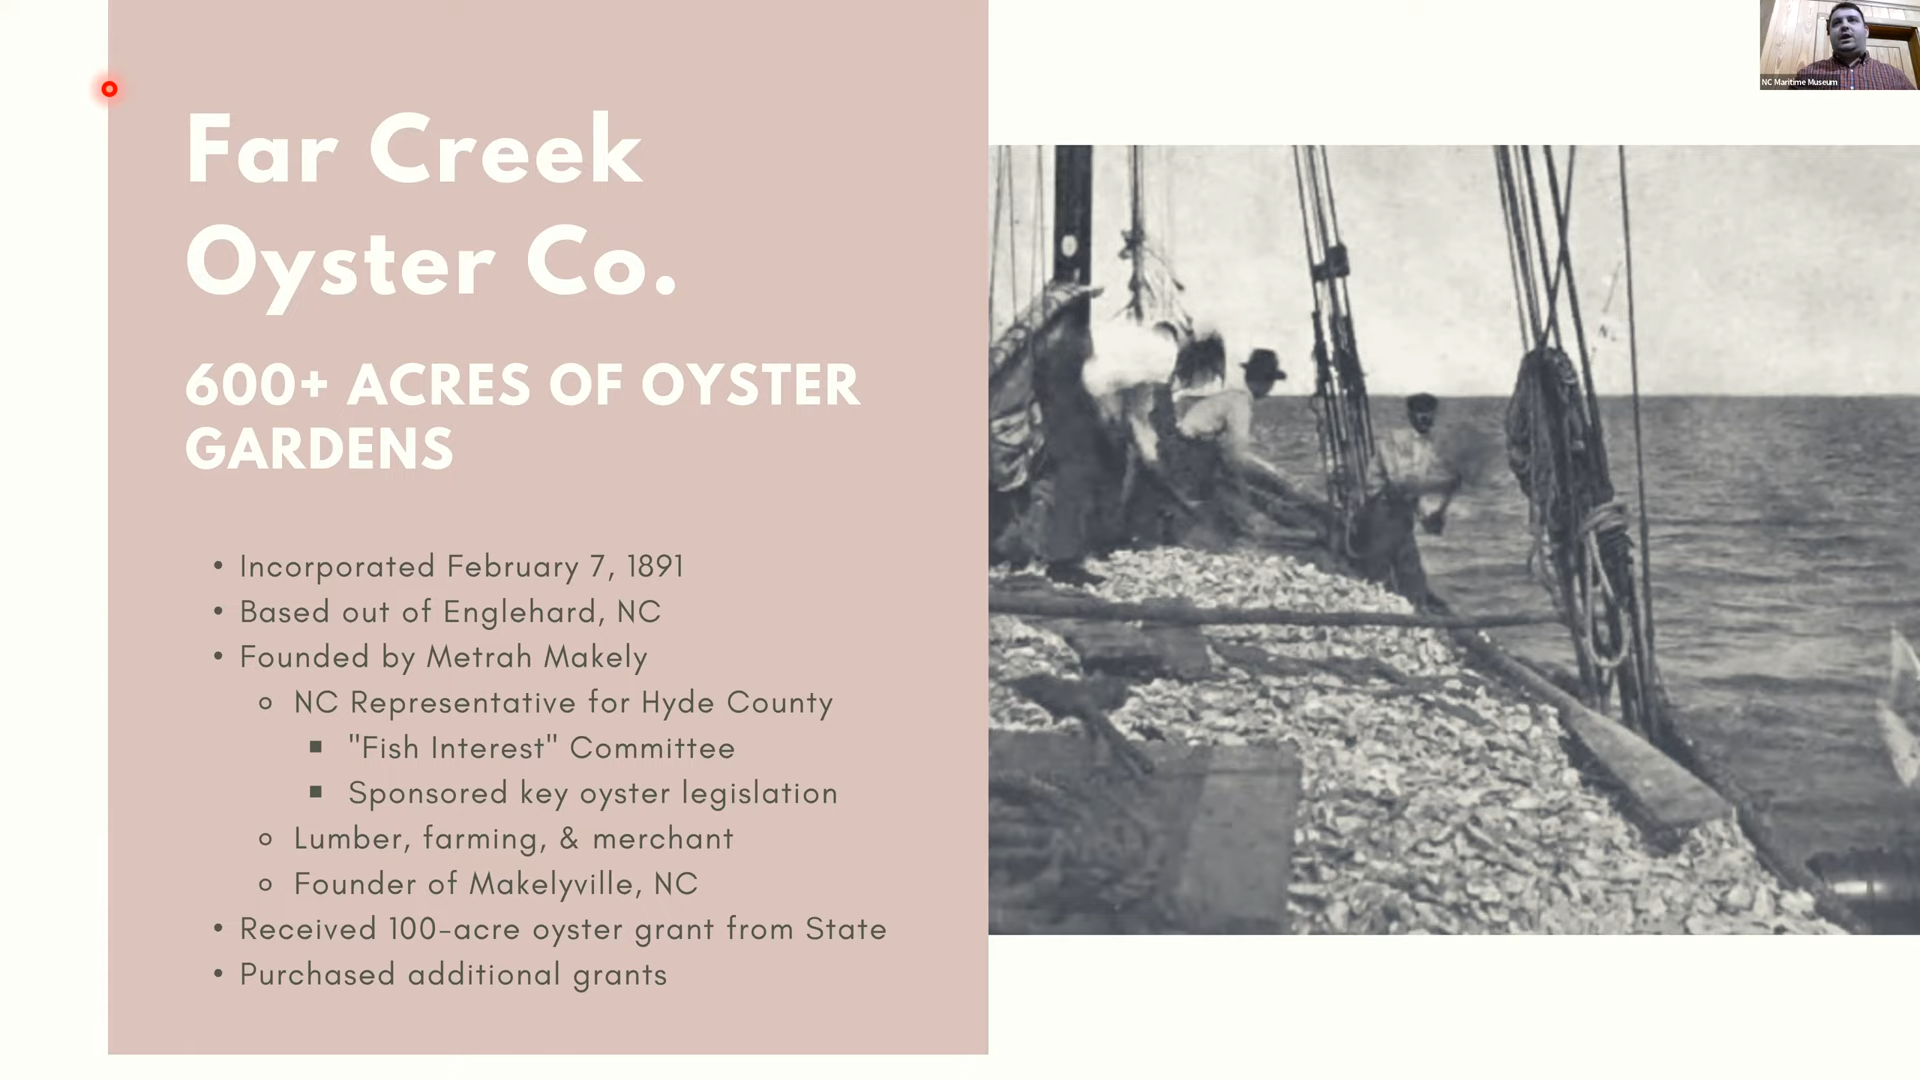 NC Maritime Museum
Far Creek
Oyster Co.
600+ ACRES OF OYSTER
GARDENS
• Incorporated February 7, 1891
• Based out of Englehard, NC
• Founded by Metrah Makely
○ NC Representative for Hyde County
■ "Fish Interest" Committee
■ Sponsored key oyster legislation
○ Lumber, farming, & merchant
○ Founder of Makelyville, NC
• Received 100-acre oyster grant from State
• Purchased additional grants